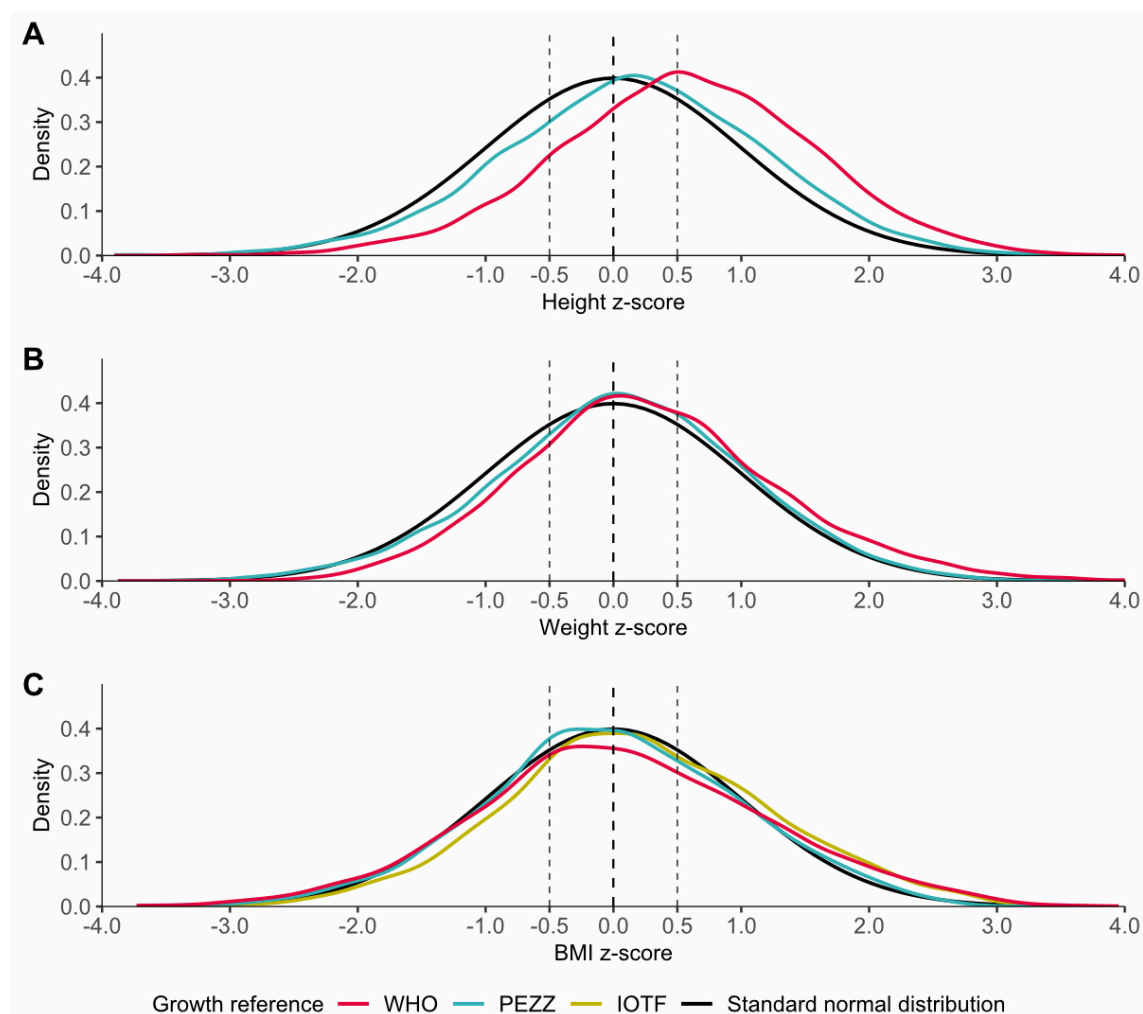 A
Density
0.4
0.3
0.2
0.1
0.0
-4.0 -3.0 -2.0 -1.0 -0.5 0.0 0.5 1.0 2.0 3.0 4.0
Height z-score
B
Density
0.4
0.3
0.2
0.1
0.0
-4.0 -3.0 -2.0 -1.0 -0.5 0.0 0.5 1.0 2.0 3.0 4.0
Weight z-score
C
Density
0.4
0.3
0.2
0.1
0.0
-4.0 -3.0 -2.0 -1.0 -0.5 0.0 0.5 1.0 2.0 3.0 4.0
BMI z-score
Growth reference WHO PEZZ IOTF Standard normal distribution